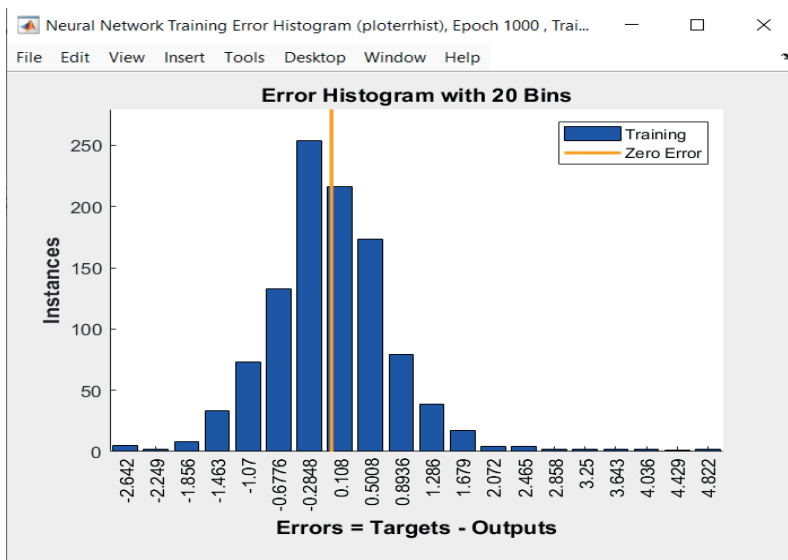 Neural Network Training Error Histogram (ploterrhist), Epoch 1000 , Trai...
File Edit View Insert Tools Desktop Window Help
Error Histogram with 20 Bins
Training
Zero Error
250
200
150
100
50
0
Instances
-2.642 -2.249 -1.856 -1.463 -1.07 -0.6776 -0.2848 0.108 0.5008 0.8936 1.286 1.679 2.072 2.465 2.858 3.25 3.643 4.036 4.429 4.822
Errors = Targets - Outputs